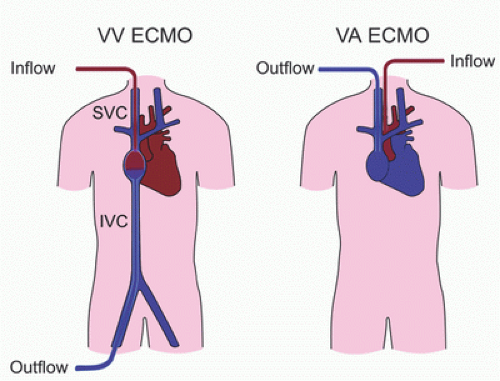 VV ECMO
Inflow
SVC
IVC
Outflow
VA ECMO
Outflow
Inflow